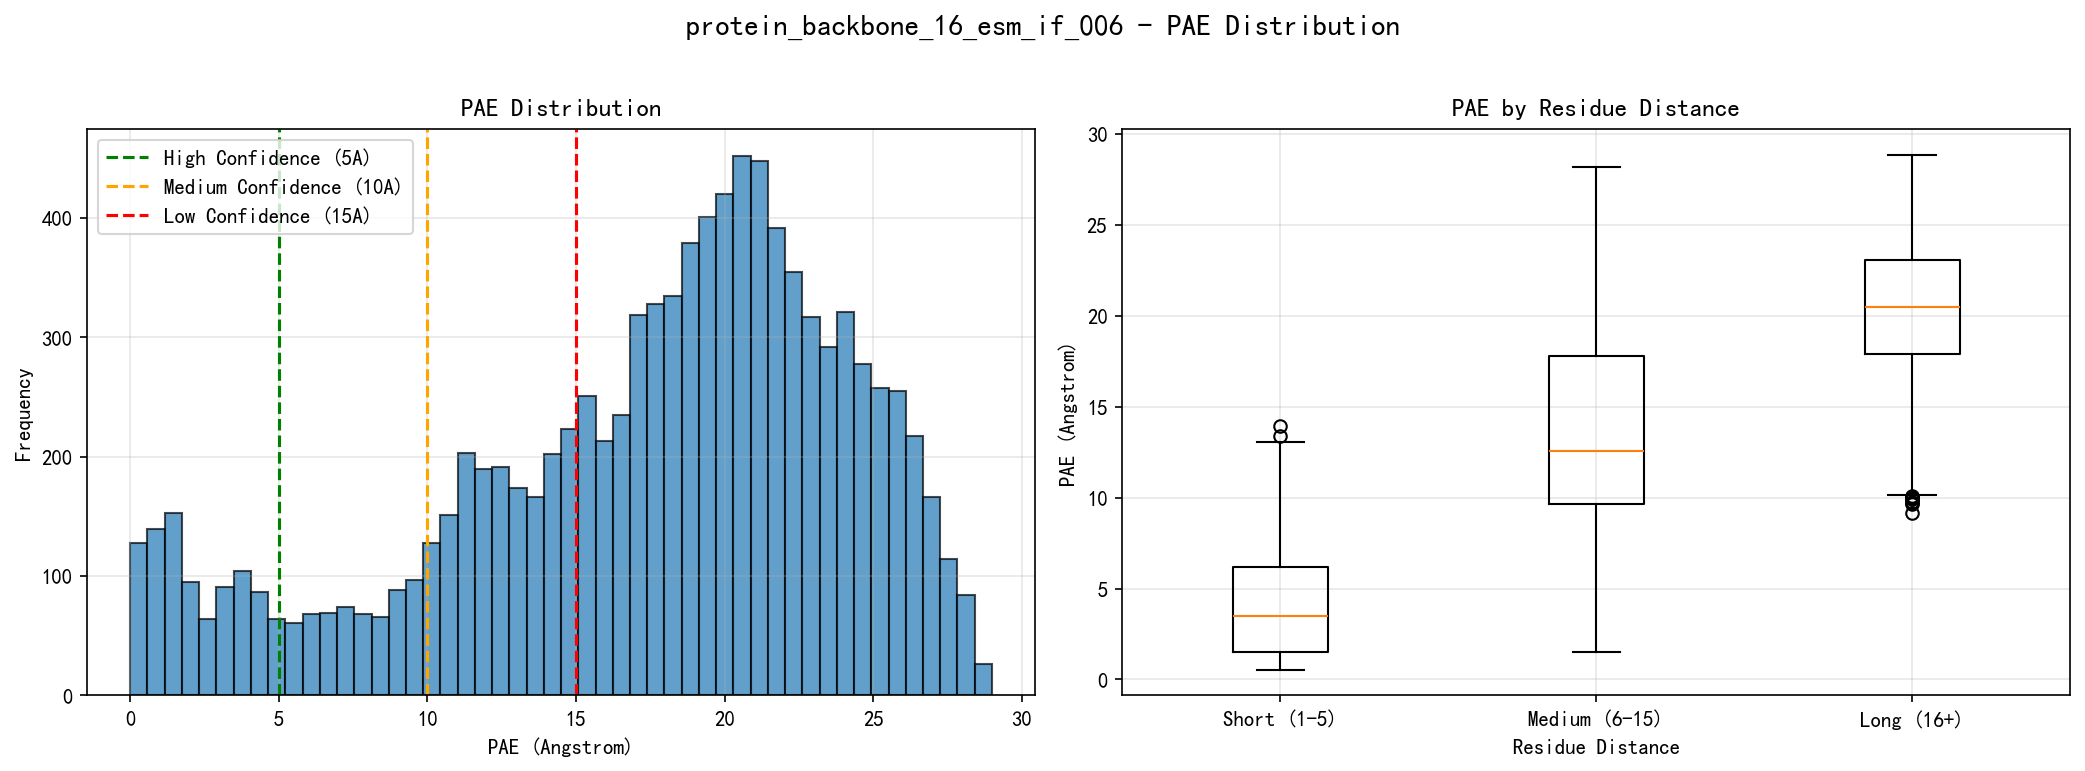 protein_backbone_16_esm_if_006 - PAE Distribution
PAE Distribution
High Confidence (5A)
Medium Confidence (10A)
Low Confidence (15A)
Frequency
400
300
200
100
0
0 5 10 15 20 25 30
PAE (Angstrom)
PAE by Residue Distance
PAE (Angstrom)
30
25
20
15
10
5
0
Short (1-5) Medium (6-15) Long (16+)
Residue Distance